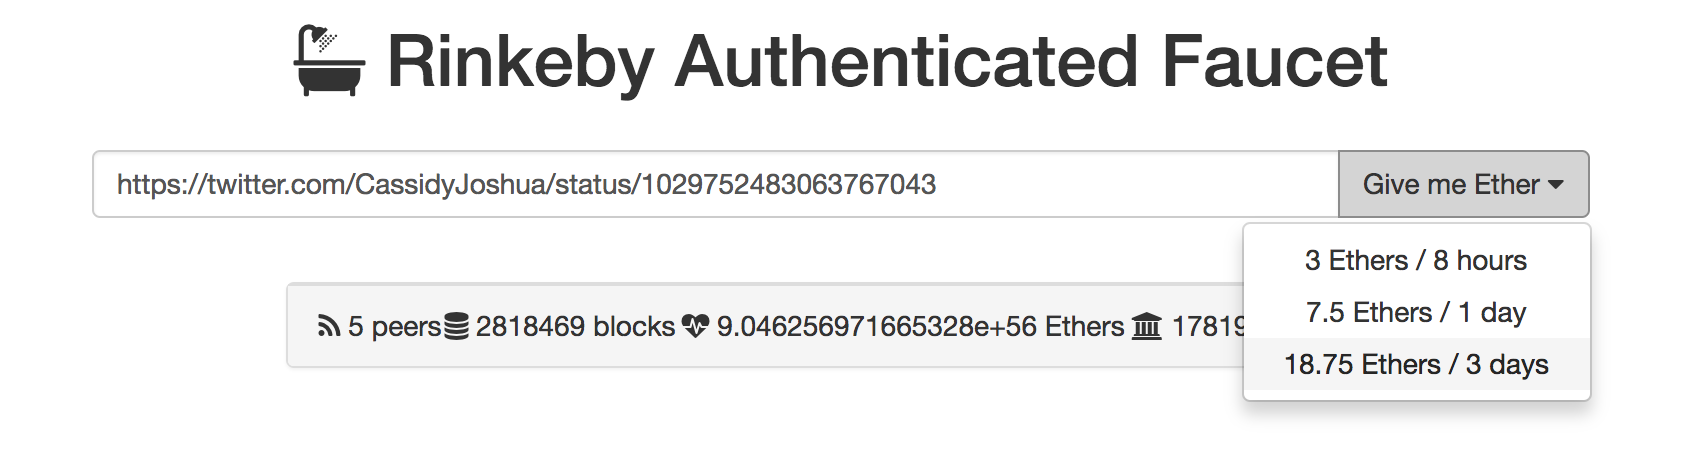 Rinkeby Authenticated Faucet
https://twitter.com/CassidyJoshua/status/1029752483063767043
Give me Ether
3 Ethers / 8 hours
7.5 Ethers / 1 day
18.75 Ethers / 3 days
5 peers 2818469 blocks 9.046256971665328e+56 Ethers 17819